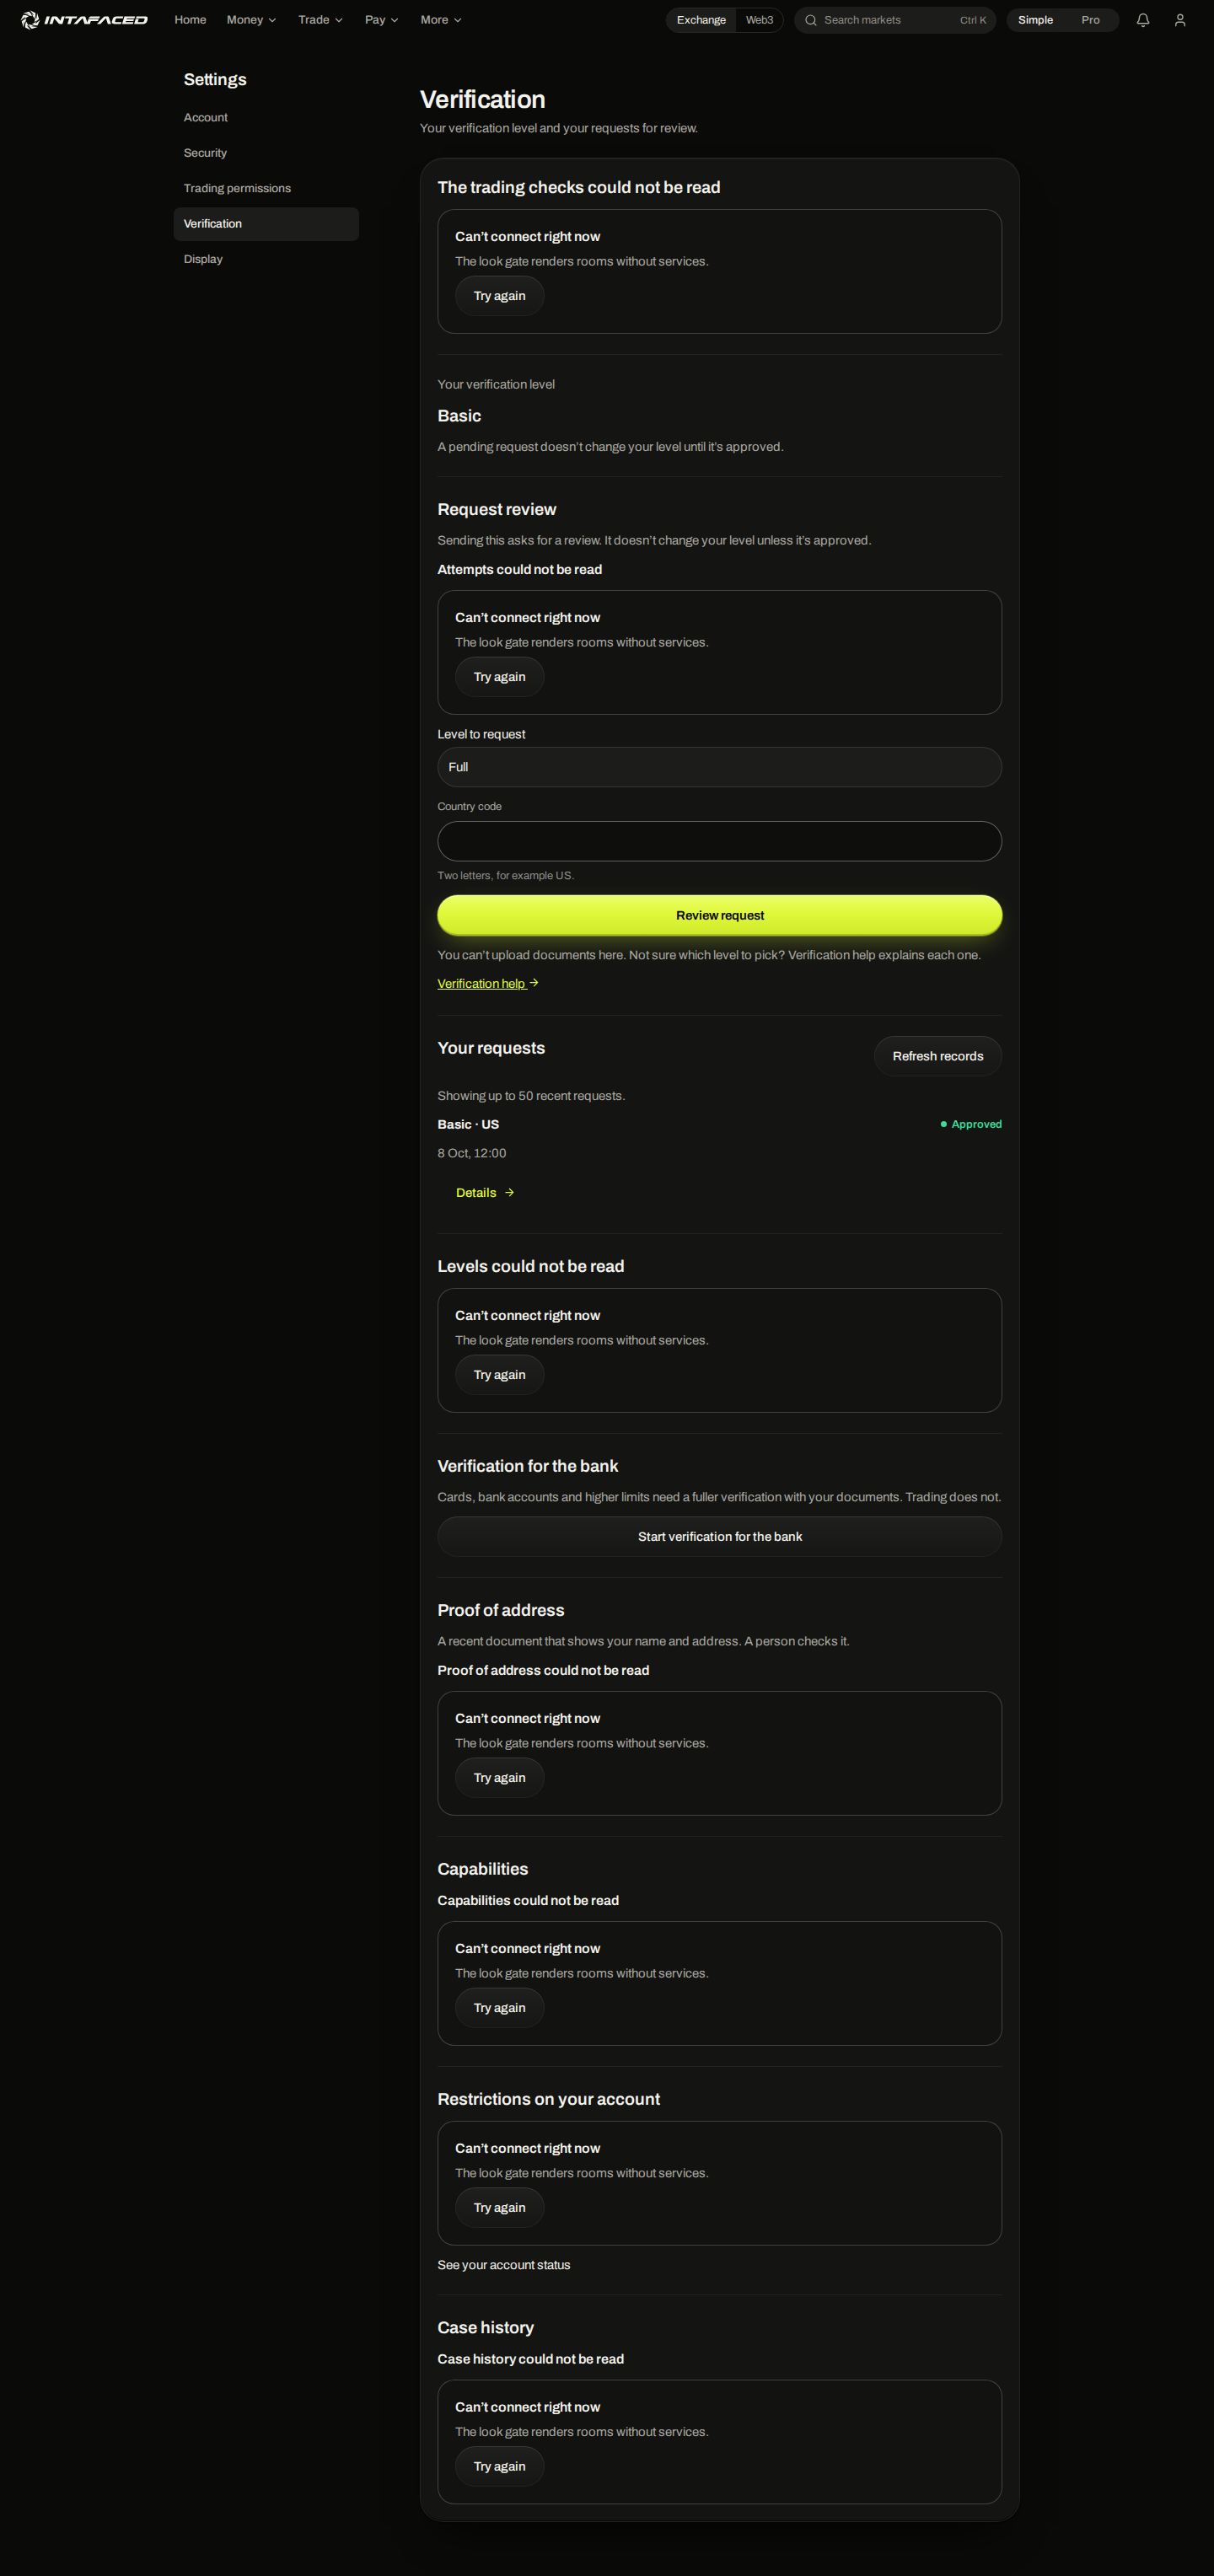 INTAFACED
Home Money Trade Pay More
Exchange Web3
Search markets Ctrl K
Simple Pro
Settings
Account
Security
Trading permissions
Verification
Display
Verification
Your verification level and your requests for review.
The trading checks could not be read
Can’t connect right now
The look gate renders rooms without services.
Try again
Your verification level
Basic
A pending request doesn’t change your level until it’s approved.
Request review
Sending this asks for a review. It doesn’t change your level unless it’s approved.
Attempts could not be read
Can’t connect right now
The look gate renders rooms without services.
Try again
Level to request
Full
Country code
Two letters, for example US.
Review request
You can’t upload documents here. Not sure which level to pick? Verification help explains each one.
Verification help
Your requests
Refresh records
Showing up to 50 recent requests.
Basic · US
Approved
8 Oct, 12:00
Details
Levels could not be read
Can’t connect right now
The look gate renders rooms without services.
Try again
Verification for the bank
Cards, bank accounts and higher limits need a fuller verification with your documents. Trading does not.
Start verification for the bank
Proof of address
A recent document that shows your name and address. A person checks it.
Proof of address could not be read
Can’t connect right now
The look gate renders rooms without services.
Try again
Capabilities
Capabilities could not be read
Can’t connect right now
The look gate renders rooms without services.
Try again
Restrictions on your account
Can’t connect right now
The look gate renders rooms without services.
Try again
See your account status
Case history
Case history could not be read
Can’t connect right now
The look gate renders rooms without services.
Try again